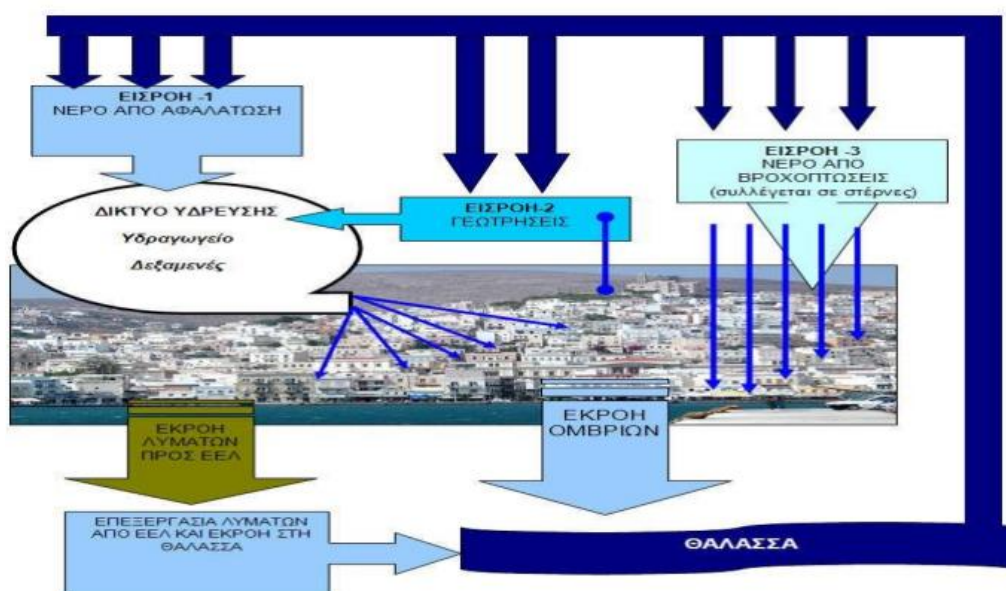 ΕΙΣΡΟΗ -1
ΝΕΡΟ ΑΠΟ ΑΦΑΛΑΤΩΣΗ
ΕΙΣΡΟΗ -3
ΝΕΡΟ ΑΠΟ
ΒΡΟΧΟΠΤΩΣΕΙΣ
(συλλέγεται σε στέρνες)
ΔΙΚΤΥΟ ΥΔΡΕΥΣΗΣ
Υδραγωγείο
Δεξαμενές
ΕΙΣΡΟΗ-2
ΓΕΩΤΡΗΣΕΙΣ
ΕΚΡΟΗ
ΛΥΜΑΤΩΝ
ΠΡΟΣ ΕΕΛ
ΕΚΡΟΗ
ΟΜΒΡΙΩΝ
ΕΠΕΞΕΡΓΑΣΙΑ ΛΥΜΑΤΩΝ
ΑΠΟ ΕΕΛ ΚΑΙ ΕΚΡΟΗ ΣΤΗ
ΘΑΛΑΣΣΑ
ΘΑΛΑΣΣΑ